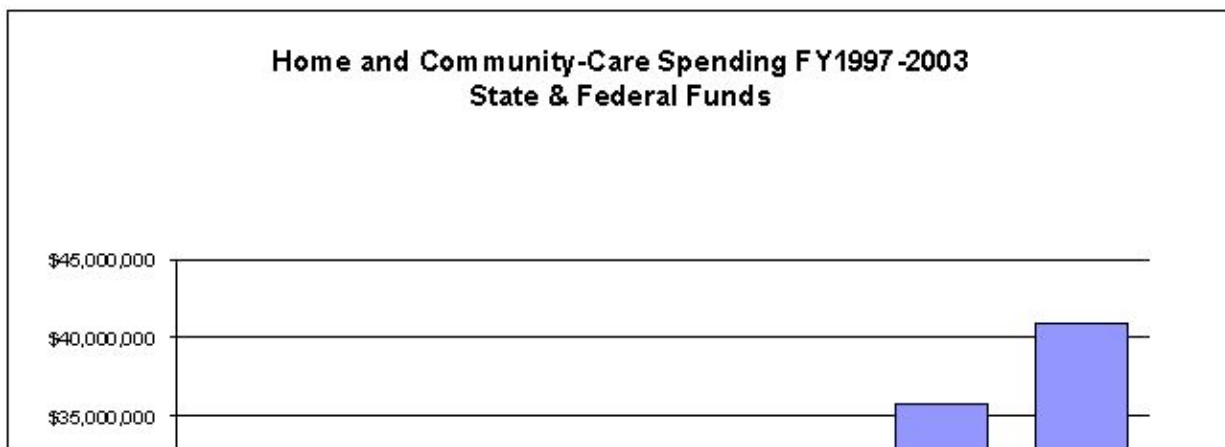 Home and Community-Care Spending FY1997-2003
State & Federal Funds
$45,000,000
$40,000,000
$35,000,000